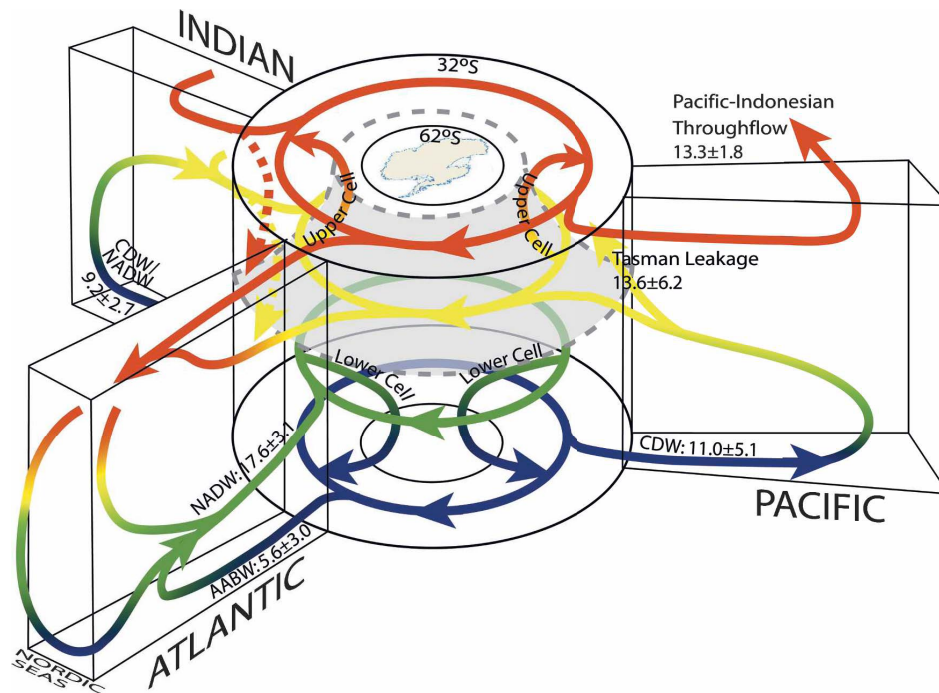 INDIAN
32ºS
62ºS
Pacific-Indonesian
Throughflow
13.3±1.8
Upper Cell
Upper Cell
CDW/
NADW
9.2±2.7
Tasman Leakage
13.6±6.2
Lower Cell
Lower Cell
NADW: 17.6±3.1
CDW: 11.0±5.1
PACIFIC
AABW: 5.6±3.0
ATLANTIC
NORDIC
SEAS